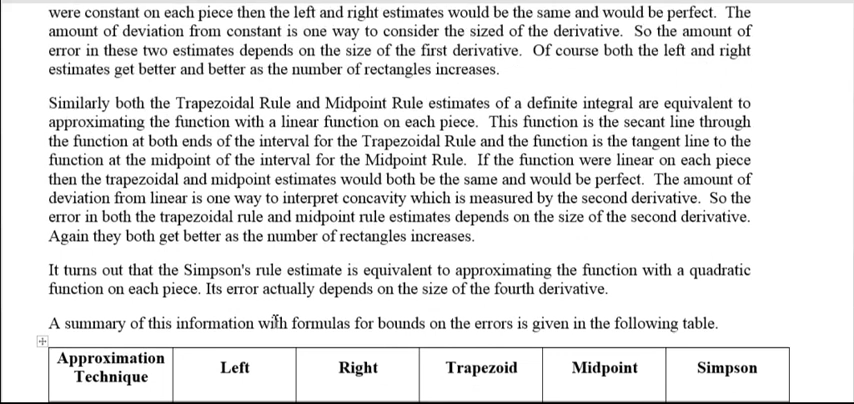 were constant on each piece then the left and right estimates would be the same and would be perfect.  The
amount of deviation from constant is one way to consider the sized of the derivative.  So the amount of
error in these two estimates depends on the size of the first derivative.  Of course both the left and right
estimates get better and better as the number of rectangles increases.
Similarly both the Trapezoidal Rule and Midpoint Rule estimates of a definite integral are equivalent to
approximating the function with a linear function on each piece.  This function is the secant line through
the function at both ends of the interval for the Trapezoidal Rule and the function is the tangent line to the
function at the midpoint of the interval for the Midpoint Rule.  If the function were linear on each piece
then the trapezoidal and midpoint estimates would both be the same and would be perfect.  The amount of
deviation from linear is one way to interpret concavity which is measured by the second derivative.  So the
error in both the trapezoidal rule and midpoint rule estimates depends on the size of the second derivative.
Again they both get better as the number of rectangles increases.
It turns out that the Simpson's rule estimate is equivalent to approximating the function with a quadratic
function on each piece. Its error actually depends on the size of the fourth derivative.
A summary of this information with formulas for bounds on the errors is given in the following table.
Approximation
Technique
Left
Right
Trapezoid
Midpoint
Simpson